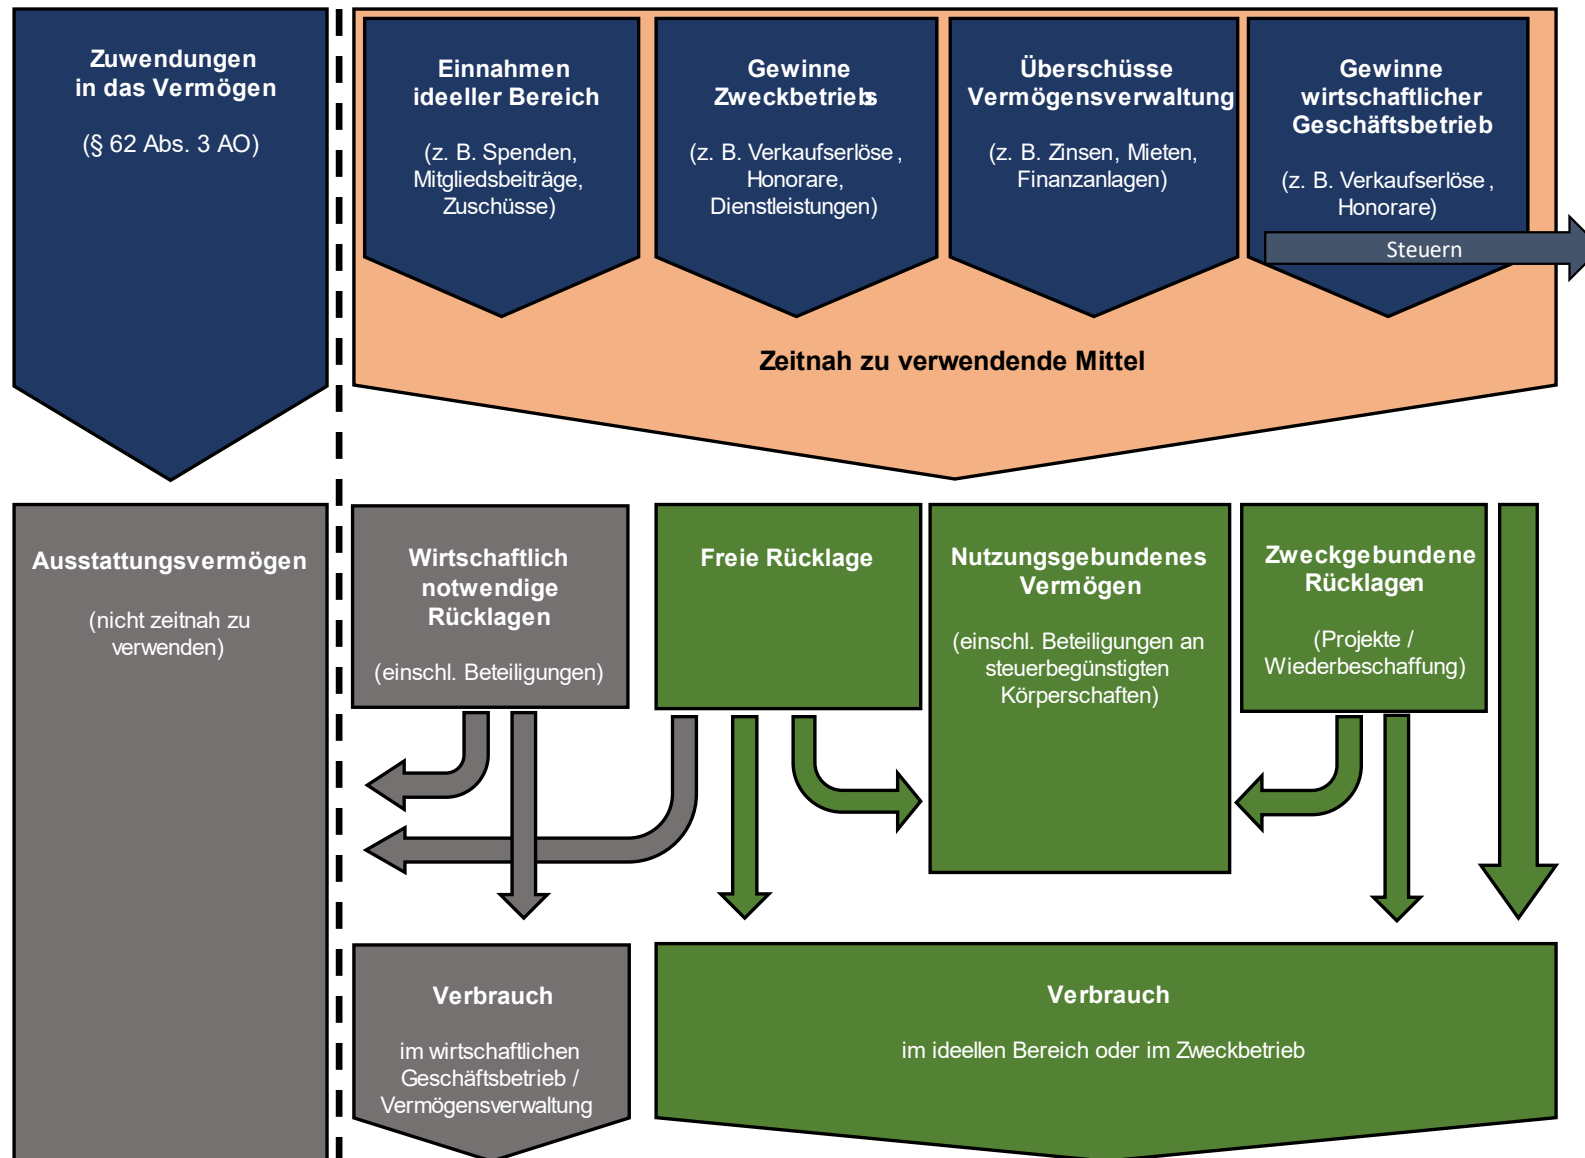 Zuwendungen
in das Vermögen
(§ 62 Abs. 3 AO)
Einnahmen
ideeller Bereich
(z. B. Spenden,
Mitgliedsbeiträge,
Zuschüsse)
Gewinne
Zweckbetriebs
(z. B. Verkaufserlöse,
Honorare,
Dienstleistungen)
Überschüsse
Vermögensverwaltung
(z. B. Zinsen, Mieten,
Finanzanlagen)
Gewinne
wirtschaftlicher
Geschäftsbetrieb
(z. B. Verkaufserlöse,
Honorare)
Steuern
Zeitnah zu verwendende Mittel
Ausstattungsvermögen
(nicht zeitnah zu
verwenden)
Wirtschaftlich
notwendige
Rücklagen
(einschl. Beteiligungen)
Freie Rücklage
Nutzungsgebundenes
Vermögen
(einschl. Beteiligungen an
steuerbegünstigten
Körperschaften)
Zweckgebundene
Rücklagen
(Projekte /
Wiederbeschaffung)
Verbrauch
im wirtschaftlichen
Geschäftsbetrieb /
Vermögensverwaltung
Verbrauch
im ideellen Bereich oder im Zweckbetrieb